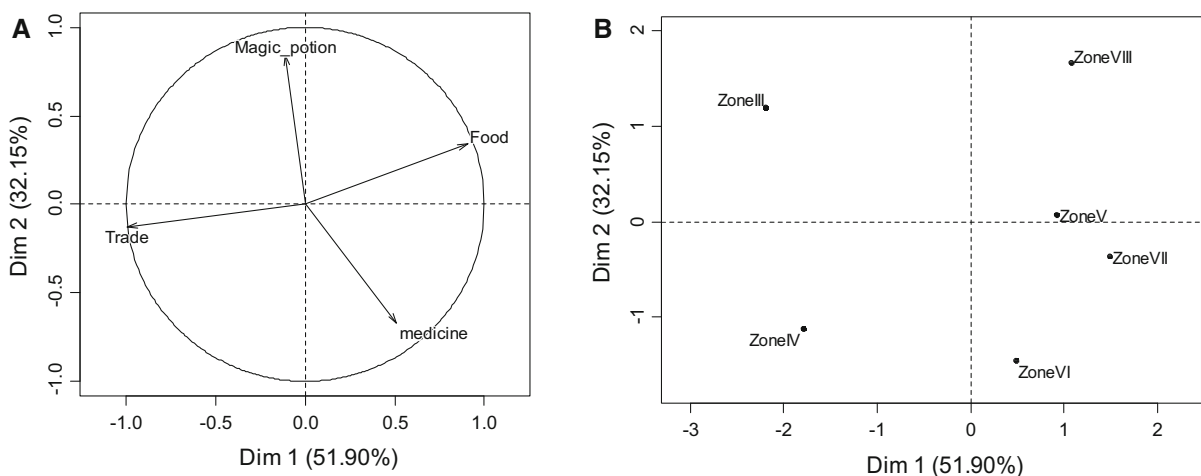 A
1.0
0.5
0.0
-0.5
-1.0
Dim 2 (32.15%)
Magic_potion
Food
Trade
medicine
-1.0 -0.5 0.0 0.5 1.0
Dim 1 (51.90%)
B
2
1
0
-1
Dim 2 (32.15%)
ZoneVIII
ZoneIII
ZoneV
ZoneVII
ZoneIV
ZoneVI
-3 -2 -1 0 1 2
Dim 1 (51.90%)